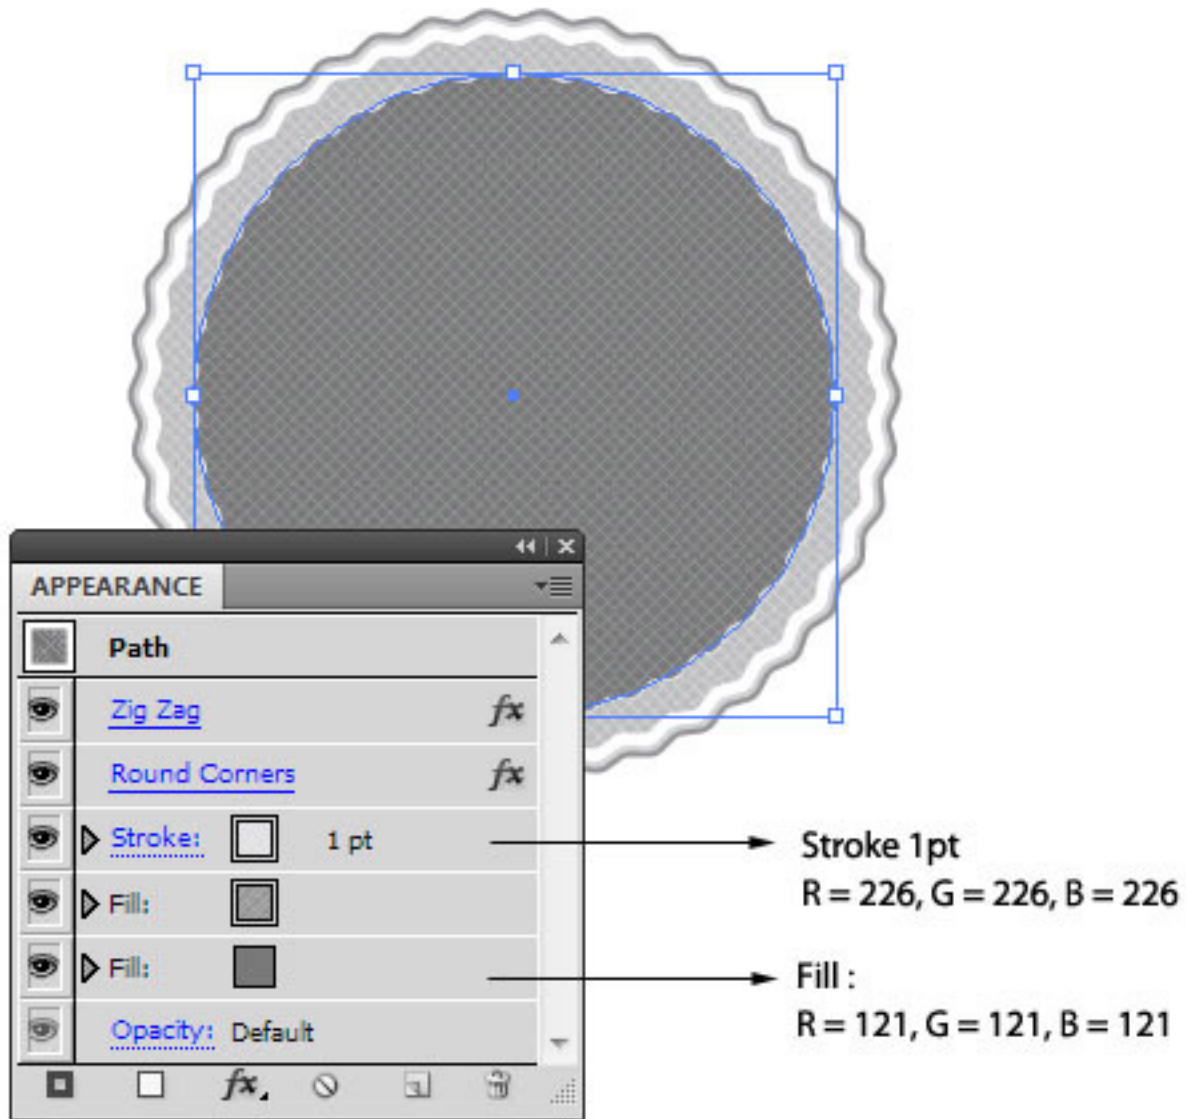 APPEARANCE
Path
Zig Zag fx
Round Corners fx
Stroke: 1 pt
Fill:
Fill:
Opacity: Default
fx
Stroke 1pt
R = 226, G = 226, B = 226
Fill :
R = 121, G = 121, B = 121